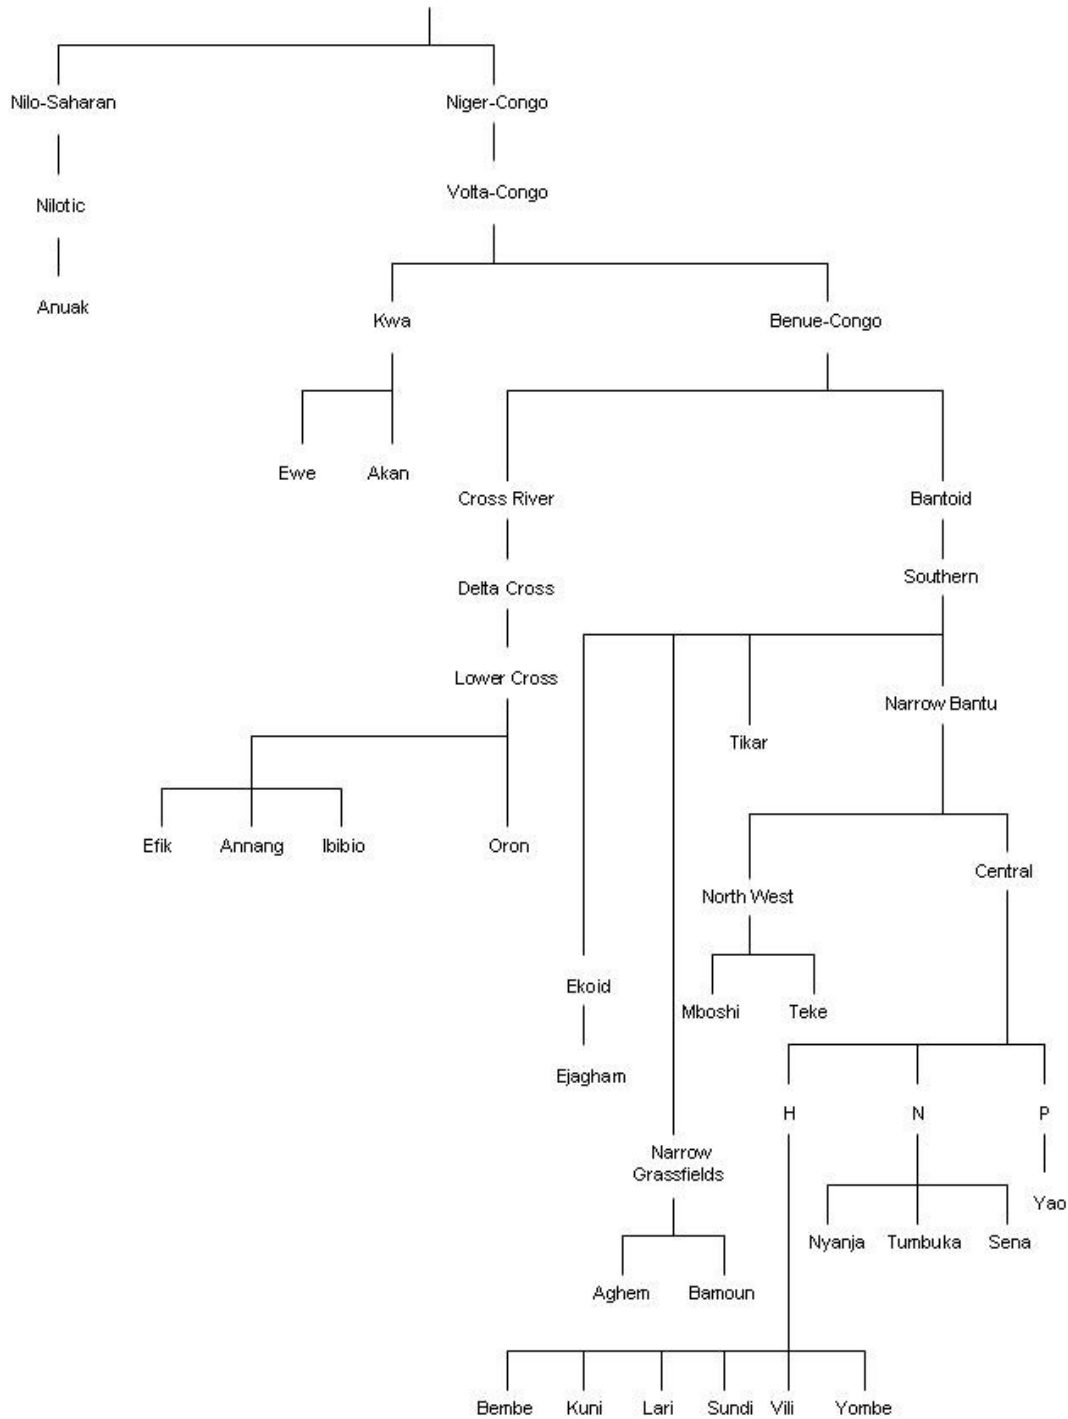 Nilo-Saharan
Niger-Congo
Volta-Congo
Nilotic
Anuak
Kwa
Benue-Congo
Ewe
Akan
Cross River
Bantoid
Southern
Delta Cross
Lower Cross
Narrow Bantu
Tikar
Efik
Annang
Ibibio
Oron
Central
North West
Ekoid
Mboshi
Teke
Ejagham
H
N
P
Narrow
Grassfields
Yao
Nyanja
Tumbuka
Sena
Aghem
Bamoun
Bembe
Kuni
Lari
Sundi
Vili
Yombe